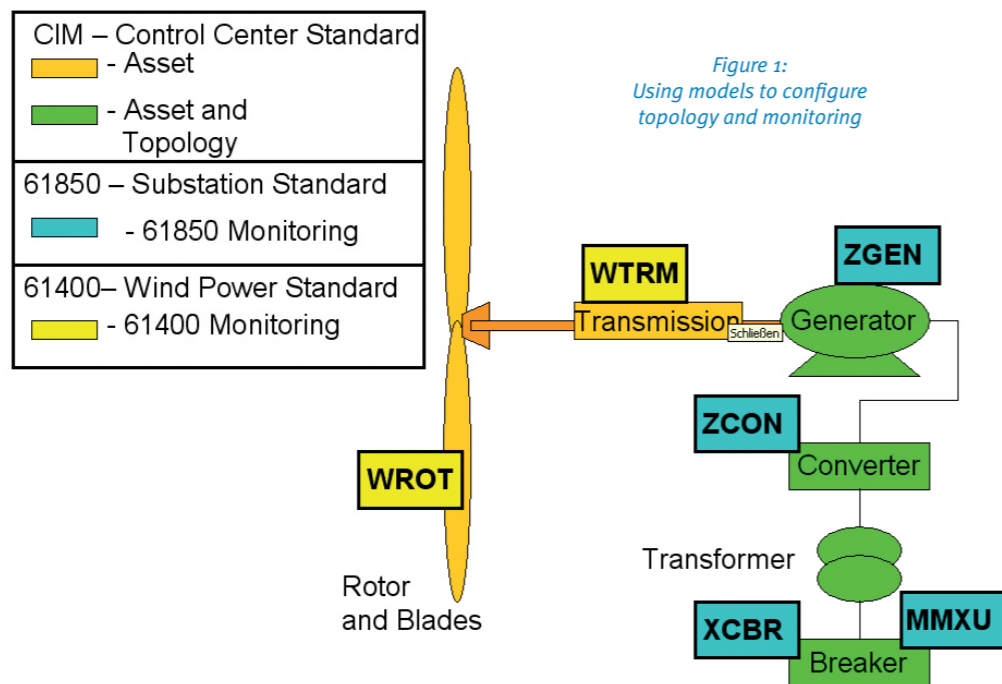 CIM – Control Center Standard
- Asset
- Asset and
Topology
61850 – Substation Standard
- 61850 Monitoring
61400– Wind Power Standard
- 61400 Monitoring
Figure 1:
Using models to configure
topology and monitoring
WTRM
ZGEN
Transmission
Schließen
Generator
ZCON
Converter
WROT
Transformer
Rotor
and Blades
XCBR
MMXU
Breaker